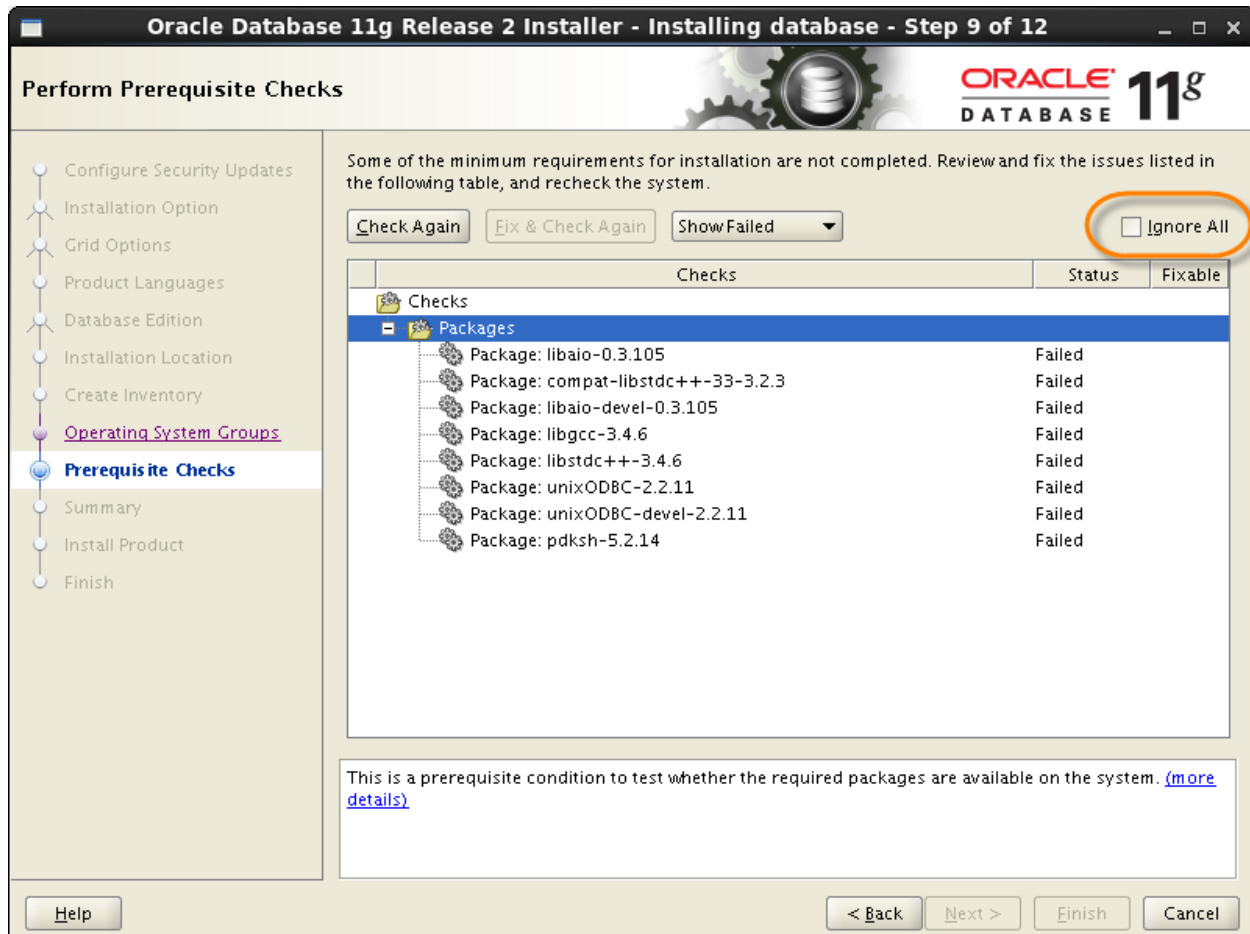 Oracle Database 11g Release 2 Installer - Installing database - Step 9 of 12
Perform Prerequisite Checks
ORACLE
DATABASE
11g
Configure Security Updates
Installation Option
Grid Options
Product Languages
Database Edition
Installation Location
Create Inventory
Operating System Groups
Prerequisite Checks
Summary
Install Product
Finish
Some of the minimum requirements for installation are not completed. Review and fix the issues listed in
the following table, and recheck the system.
Check Again Fix & Check Again Show Failed Ignore All
Checks Status Fixable
Checks
Packages
Package: libaio-0.3.105 Failed
Package: compat-libstdc++-33-3.2.3 Failed
Package: libaio-devel-0.3.105 Failed
Package: libgcc-3.4.6 Failed
Package: libstdc++-3.4.6 Failed
Package: unixODBC-2.2.11 Failed
Package: unixODBC-devel-2.2.11 Failed
Package: pdksh-5.2.14 Failed
This is a prerequisite condition to test whether the required packages are available on the system. (more
details)
Help < Back Next > Finish Cancel